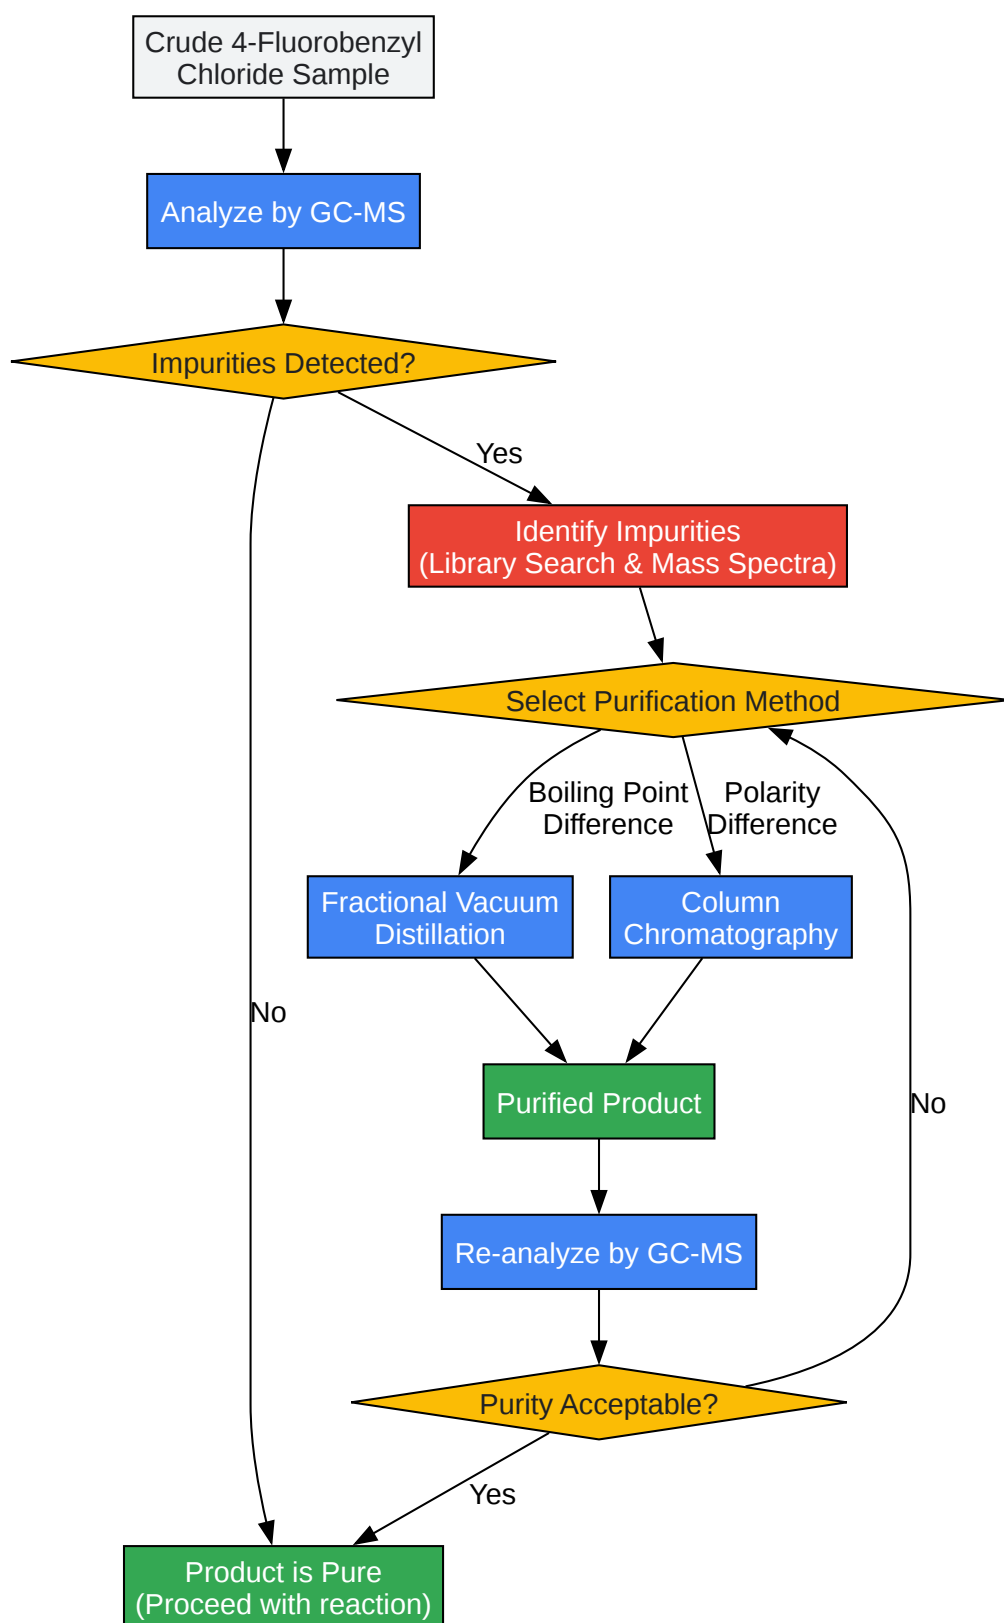 Crude 4-Fluorobenzyl
Chloride Sample
Analyze by GC-MS
Impurities Detected?
Yes
Identify Impurities
(Library Search & Mass Spectra)
Select Purification Method
Boiling Point
Difference
Polarity
Difference
Fractional Vacuum
Distillation
Column
Chromatography
No
Purified Product
No
Re-analyze by GC-MS
Purity Acceptable?
Yes
Product is Pure
(Proceed with reaction)